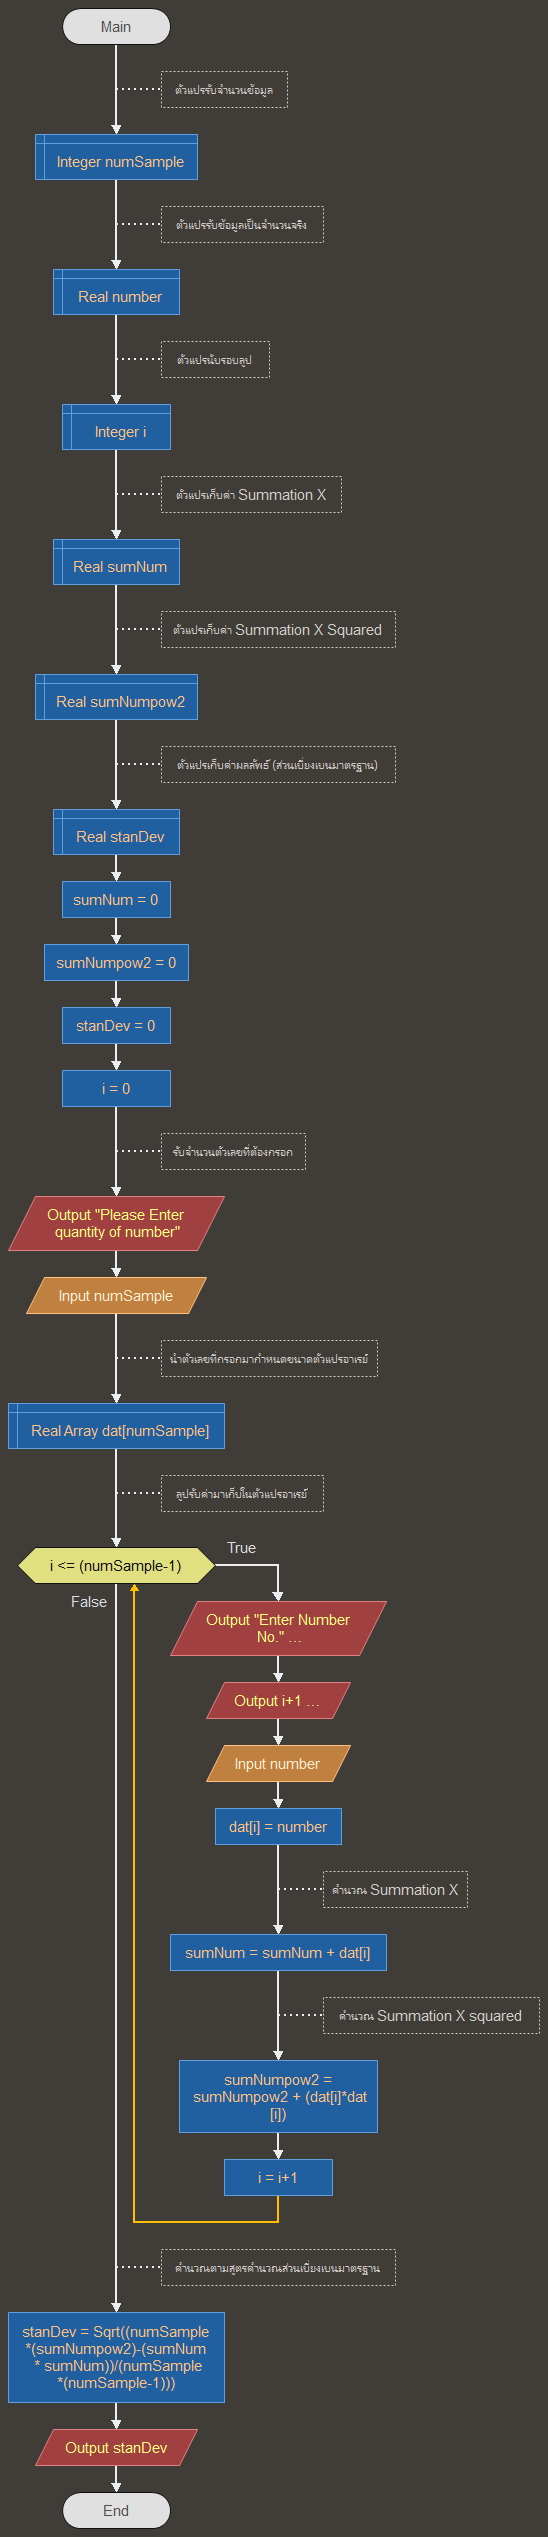 Main
ตัวแปรรับจำนวนข้อมูล
Integer numSample
ตัวแปรรับข้อมูลเป็นจำนวนจริง
Real number
ตัวแปรนับรอบลูป
Integer i
ตัวแปรเก็บค่า Summation X
Real sumNum
ตัวแปรเก็บค่า Summation X Squared
Real sumNumpow2
ตัวแปรเก็บค่าผลลัพธ์ (ส่วนเบี่ยงเบนมาตรฐาน)
Real stanDev
sumNum = 0
sumNumpow2 = 0
stanDev = 0
i = 0
รับจำนวนตัวเลขที่ต้องกรอก
Output "Please Enter
quantity of number"
Input numSample
นำตัวเลขที่กรอกมากำหนดขนาดตัวแปรอาเรย์
Real Array dat[numSample]
ลูปรับค่ามาเก็บในตัวแปรอาเรย์
i <= (numSample-1)
True
False
Output "Enter Number
No." ...
Output i+1 ...
Input number
dat[i] = number
คำนวณ Summation X
sumNum = sumNum + dat[i]
คำนวณ Summation X squared
sumNumpow2 =
sumNumpow2 + (dat[i]*dat
[i])
i = i+1
คำนวณตามสูตรคำนวณส่วนเบี่ยงเบนมาตรฐาน
stanDev = Sqrt((numSample
*(sumNumpow2)-(sumNum
* sumNum))/(numSample
*(numSample-1)))
Output stanDev
End